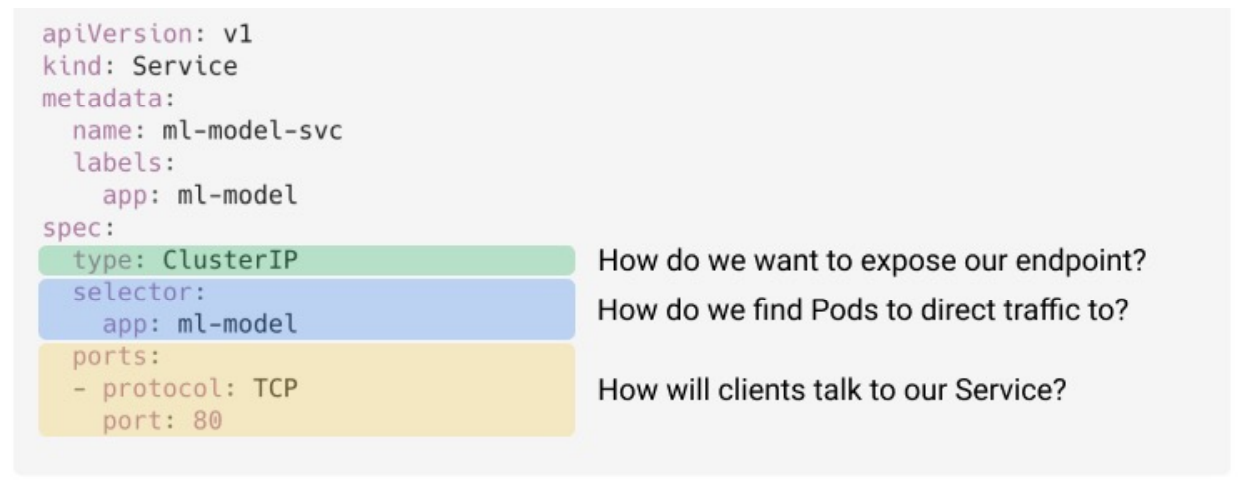 apiVersion: v1
kind: Service
metadata:
  name: ml-model-svc
  labels:
    app: ml-model
spec:
  type: ClusterIP
How do we want to expose our endpoint?
  selector:
    app: ml-model
How do we find Pods to direct traffic to?
  ports:
  - protocol: TCP
    port: 80
How will clients talk to our Service?